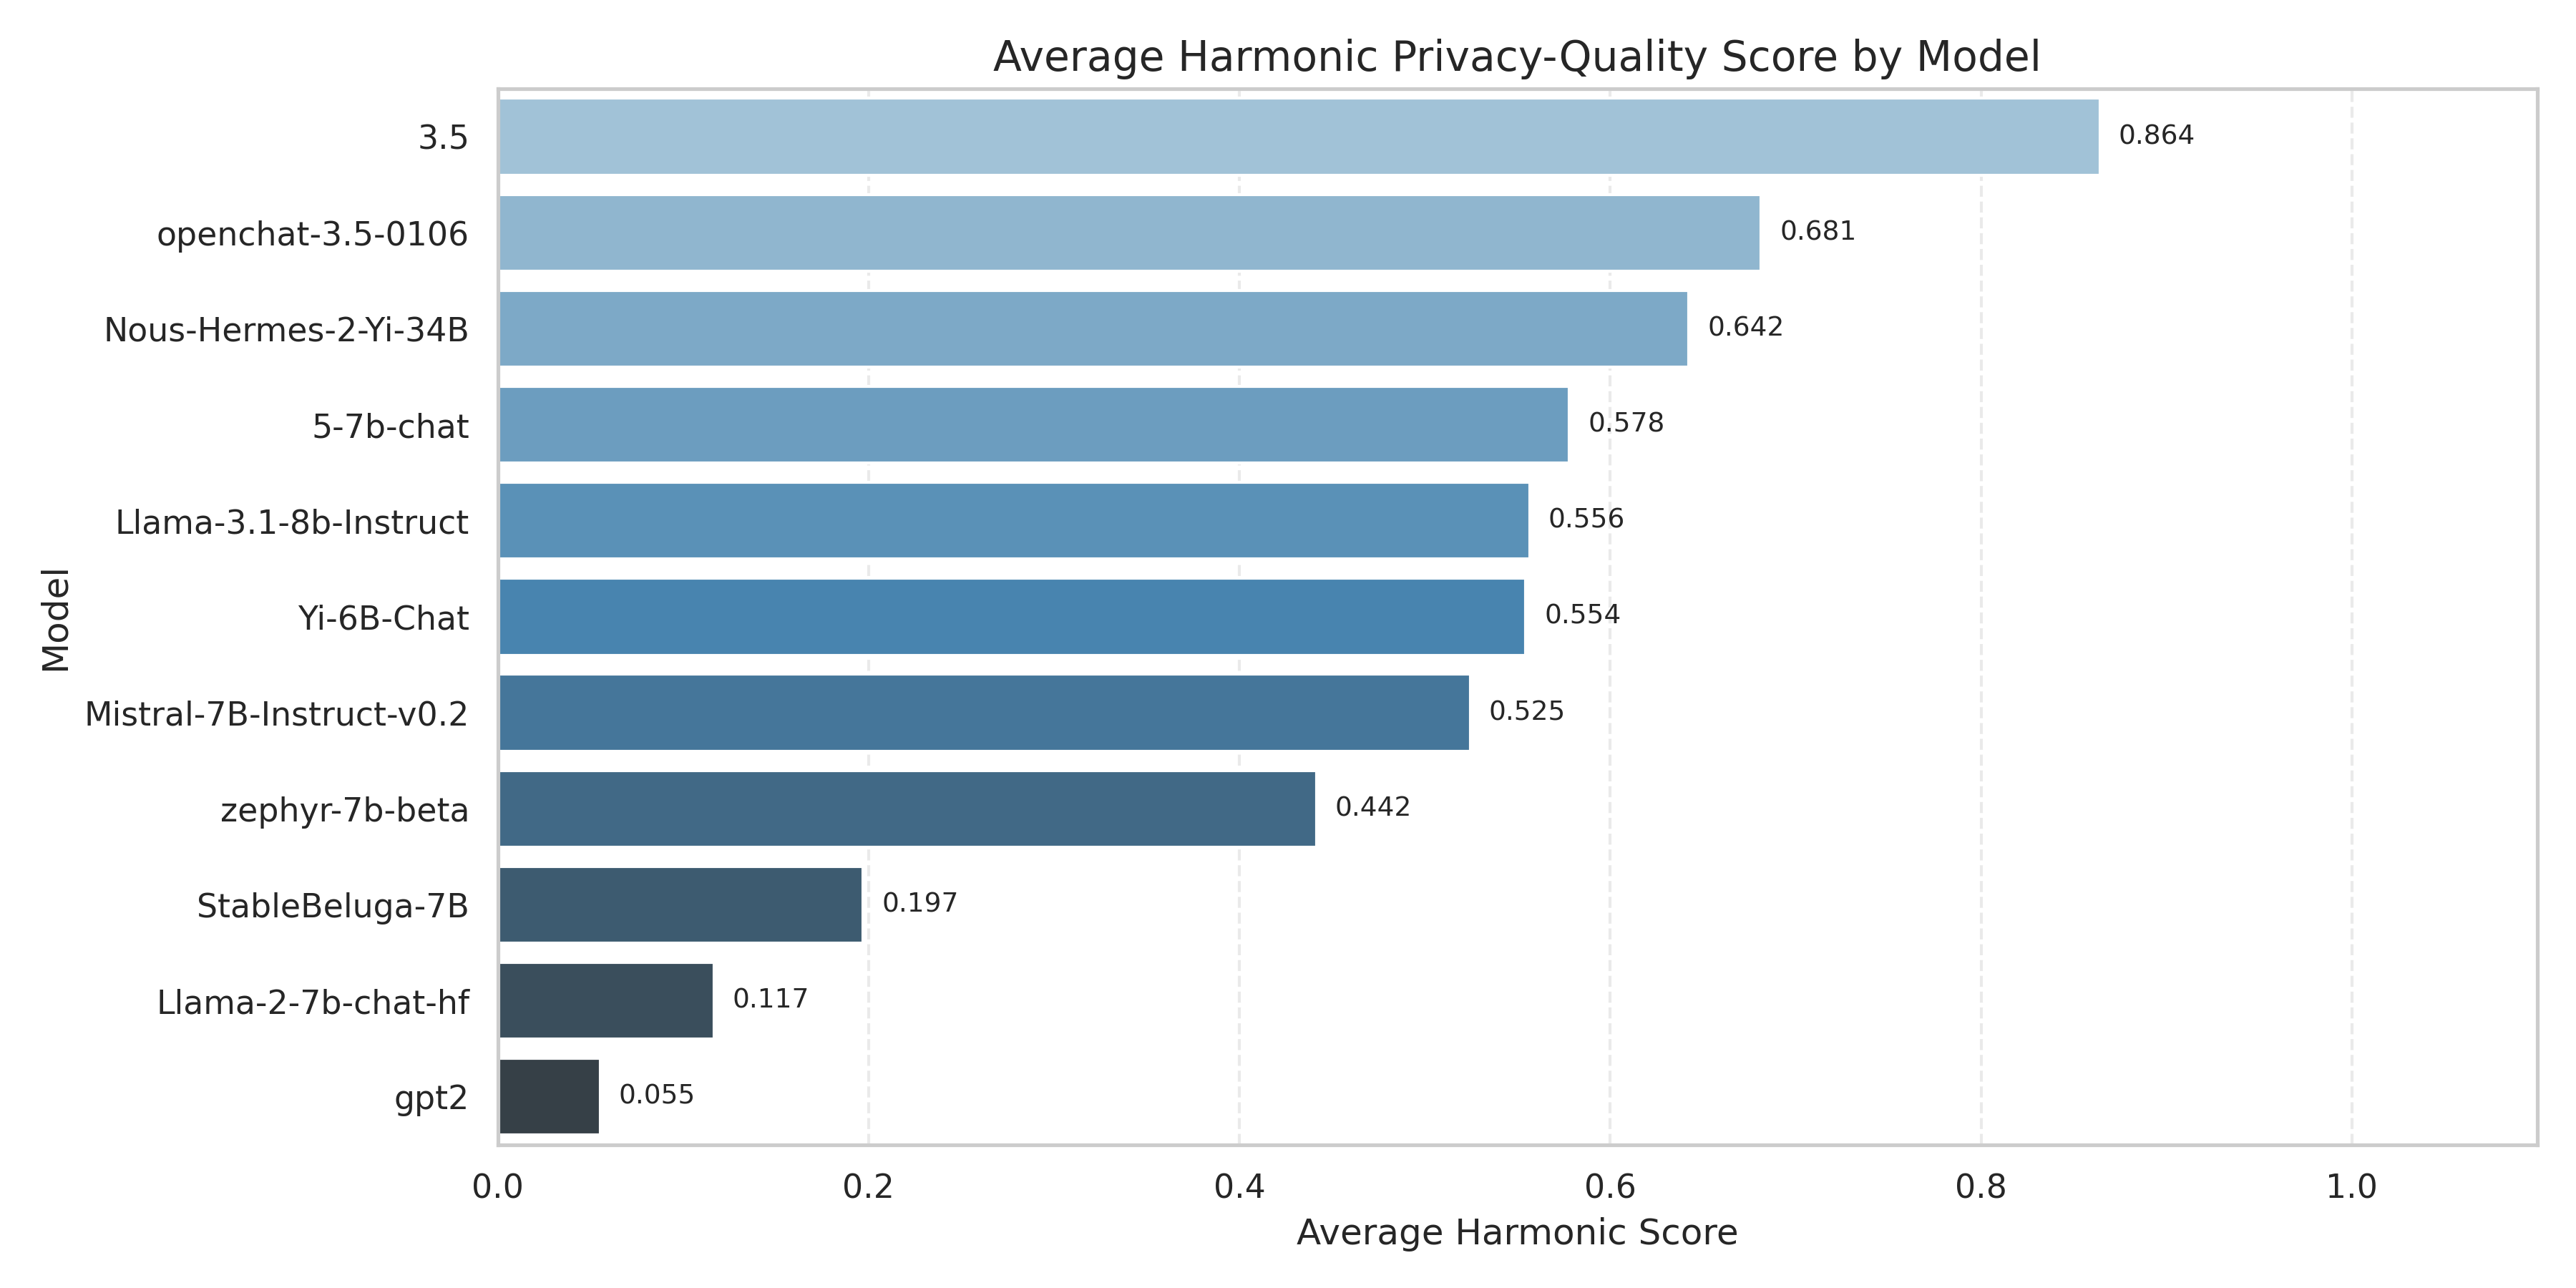 Average Harmonic Privacy-Quality Score by Model
3.5
0.864
openchat-3.5-0106
0.681
Nous-Hermes-2-Yi-34B
0.642
5-7b-chat
0.578
Llama-3.1-8b-Instruct
0.556
Yi-6B-Chat
0.554
Mistral-7B-Instruct-v0.2
0.525
zephyr-7b-beta
0.442
StableBeluga-7B
0.197
Llama-2-7b-chat-hf
0.117
gpt2
0.055
Model
0.0 0.2 0.4 0.6 0.8 1.0
Average Harmonic Score